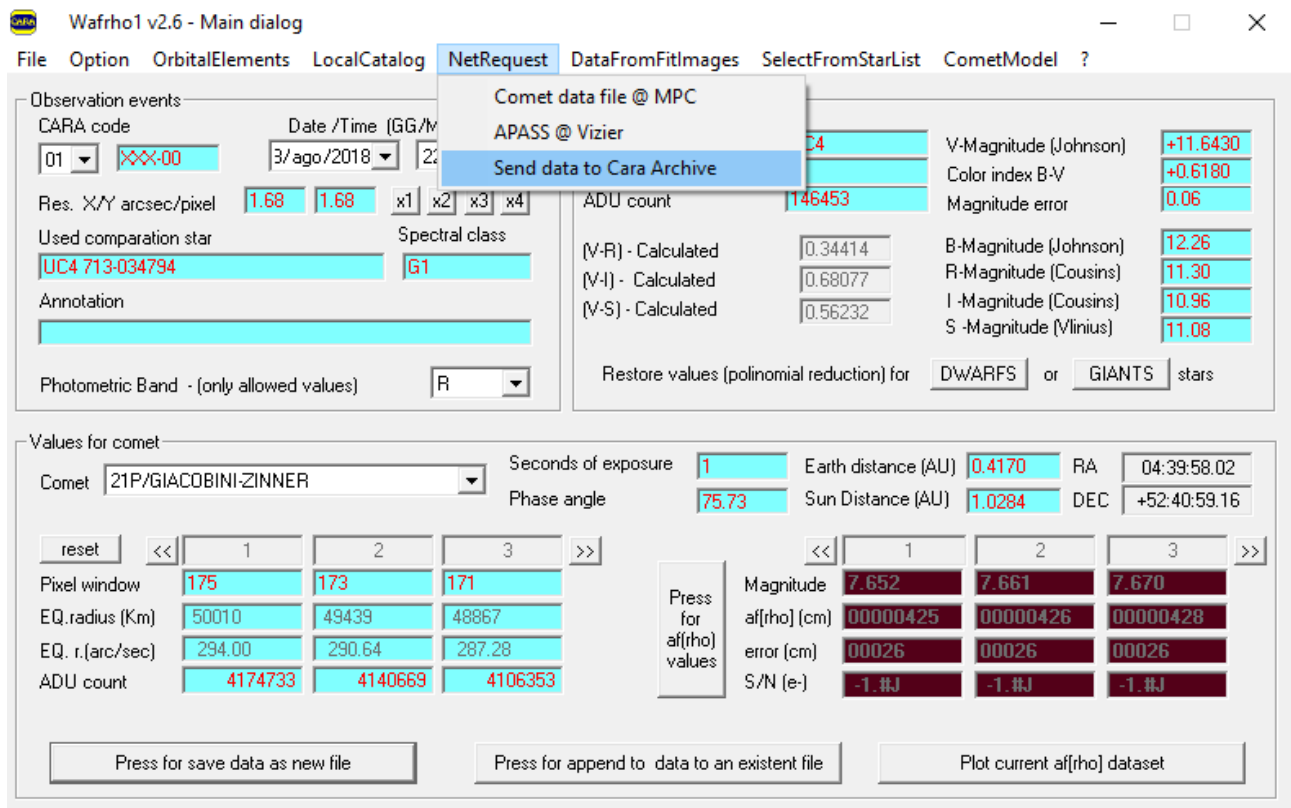 CARA Wafrho1 v2.6 - Main dialog
File Option OrbitalElements LocalCatalog NetRequest DataFromFitImages SelectFromStarList CometModel ?
Comet data file @ MPC
APASS @ Vizier
Send data to Cara Archive
Observation events
CARA code Date /Time (GG/M
01 XXX-00 3/ago/2018 22
Res. X/Y arcsec/pixel 1.68 1.68 x1 x2 x3 x4
Used comparation star Spectral class
UC4 713-034794 G1
Annotation
Photometric Band - (only allowed values) R
C4 V-Magnitude (Johnson) +11.6430
Color index B-V +0.6180
ADU count 146453 Magnitude error 0.06
(V-R) - Calculated 0.34414 B-Magnitude (Johnson) 12.26
(V-I) - Calculated 0.68077 R-Magnitude (Cousins) 11.30
(V-S) - Calculated 0.56232 I -Magnitude (Cousins) 10.96
S -Magnitude (Vlinius) 11.08
Restore values (polinomial reduction) for DWARFS or GIANTS stars
Values for comet
Comet 21P/GIACOBINI-ZINNER Seconds of exposure 1 Earth distance (AU) 0.4170 RA 04:39:58.02
Phase angle 75.73 Sun Distance (AU) 1.0284 DEC +52:40:59.16
reset << 1 2 3 >> << 1 2 3 >>
Pixel window 175 173 171
EQ.radius (Km) 50010 49439 48867
EQ. r.(arc/sec) 294.00 290.64 287.28
ADU count 4174733 4140669 4106353
Press
for
af(rho)
values
Magnitude 7.652 7.661 7.670
af[rho] (cm) 00000425 00000426 00000428
error (cm) 00026 00026 00026
S/N (e-) -1.#J -1.#J -1.#J
Press for save data as new file Press for append to data to an existent file Plot current af[rho] dataset